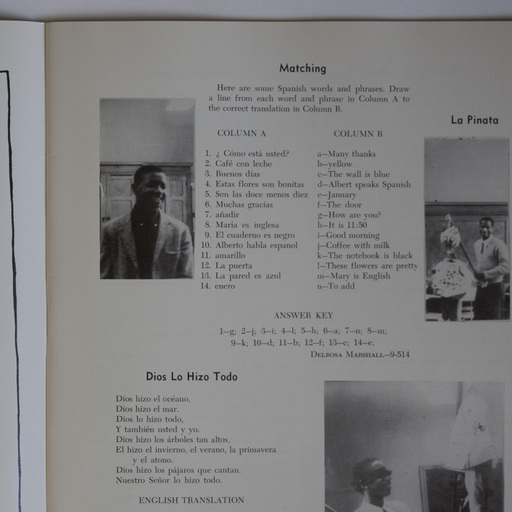 Matching
Here are some Spanish words and phrases. Draw
a line from each word and phrase in Column A to
the correct translation in Column B.
La Pinata
COLUMN A
COLUMN B
1. ¿ Cómo está usted?
a—Many thanks
2. Café con leche
b—yellow
3. Buenos días
c—The wall is blue
4. Estas flores son bonitas
d—Albert speaks Spanish
5. Son las doce menos diez
e—January
6. Muchas gracias
f—The door
7. añadir
g—How are you?
8. María es inglesa
h—It is 11:50
9. El cuaderno es negro
i—Good morning
10. Alberto habla espanol
j—Coffee with milk
11. amarillo
k—The notebook is black
12. La puerta
l—These flowers are pretty
13. La pared es azul
m—Mary is English
14. enero
n—To add
ANSWER KEY
1—g; 2—j; 3—i; 4—l; 5—h; 6—a; 7—n; 8—m;
9—k; 10—d; 11—b; 12—f; 13—c; 14—e.
Delrosa Marshall—9-514
Dios Lo Hizo Todo
Dios hizo el océano,
Dios hizo el mar.
Dios lo hizo todo,
Y también usted y yo.
Dios hizo los árboles tan altos,
El hizo el invierno, el verano, la primavera
y el atono.
Dios hizo los pájaros que cantan.
Nuestro Señor lo hizo todo.
ENGLISH TRANSLATION